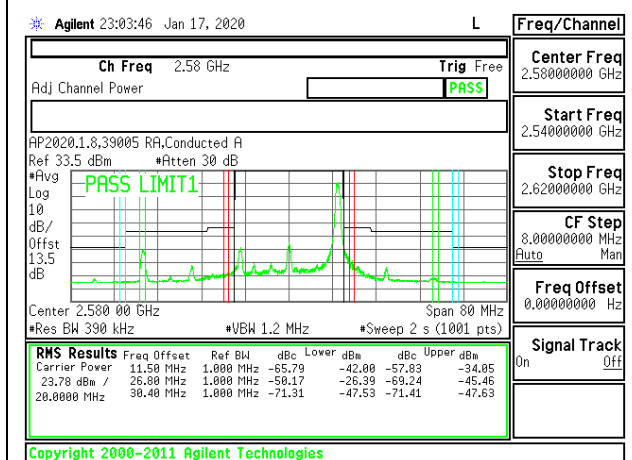 Agilent 23:03:46 Jan 17, 2020 L
Ch Freq 2.58 GHz Trig Free
Adj Channel Power PASS
AP2020.1.8,39005 RA,Conducted A
Ref 33.5 dBm #Atten 30 dB
#Avg
Log
10
dB/
Offst
13.5
dB
PASS LIMIT1
Center 2.580 00 GHz Span 80 MHz
#Res BW 390 kHz #VBW 1.2 MHz #Sweep 2 s (1001 pts)
RMS Results Freq Offset Ref BW dBc Lower dBm dBc Upper dBm
Carrier Power 11.50 MHz 1.000 MHz -65.79 -42.00 -57.83 -34.05
23.78 dBm / 26.80 MHz 1.000 MHz -50.17 -26.39 -69.24 -45.46
20.0000 MHz 30.40 MHz 1.000 MHz -71.31 -47.53 -71.41 -47.63
Copyright 2000-2011 Agilent Technologies
Freq/Channel
Center Freq
2.58000000 GHz
Start Freq
2.54000000 GHz
Stop Freq
2.62000000 GHz
CF Step
8.00000000 MHz
Auto Man
Freq Offset
0.00000000 Hz
Signal Track
On Off